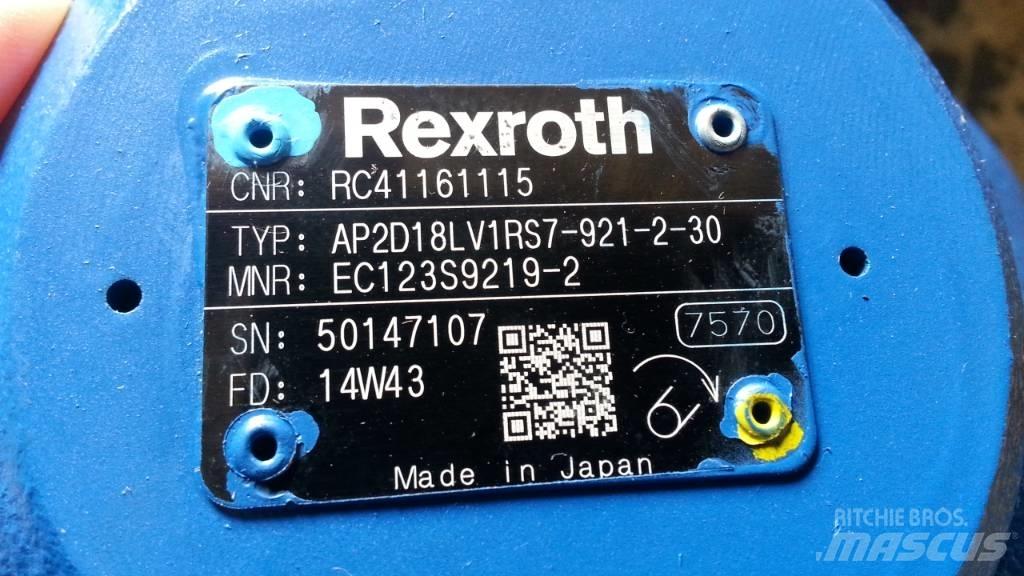 Rexroth
CNR: RC41161115
TYP: AP2D18LV1RS7-921-2-30
MNR: EC123S9219-2
SN: 50147107
7570
FD: 14W43
Made in Japan
RITCHIE BROS.
MASCUS